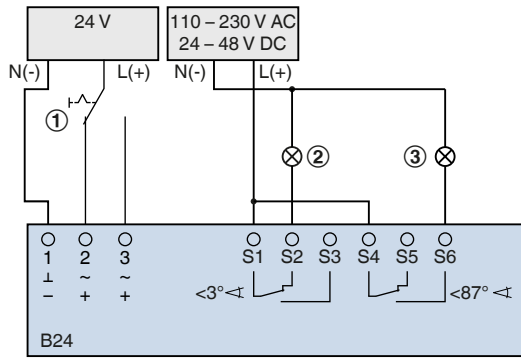 24 V
110 – 230 V AC
24 – 48 V DC
N(-) L(+) N(-) L(+)
① ② ③
1 2 3 S1 S2 S3 S4 S5 S6
⊥ ~ ~
– + +
<3° <87°
B24